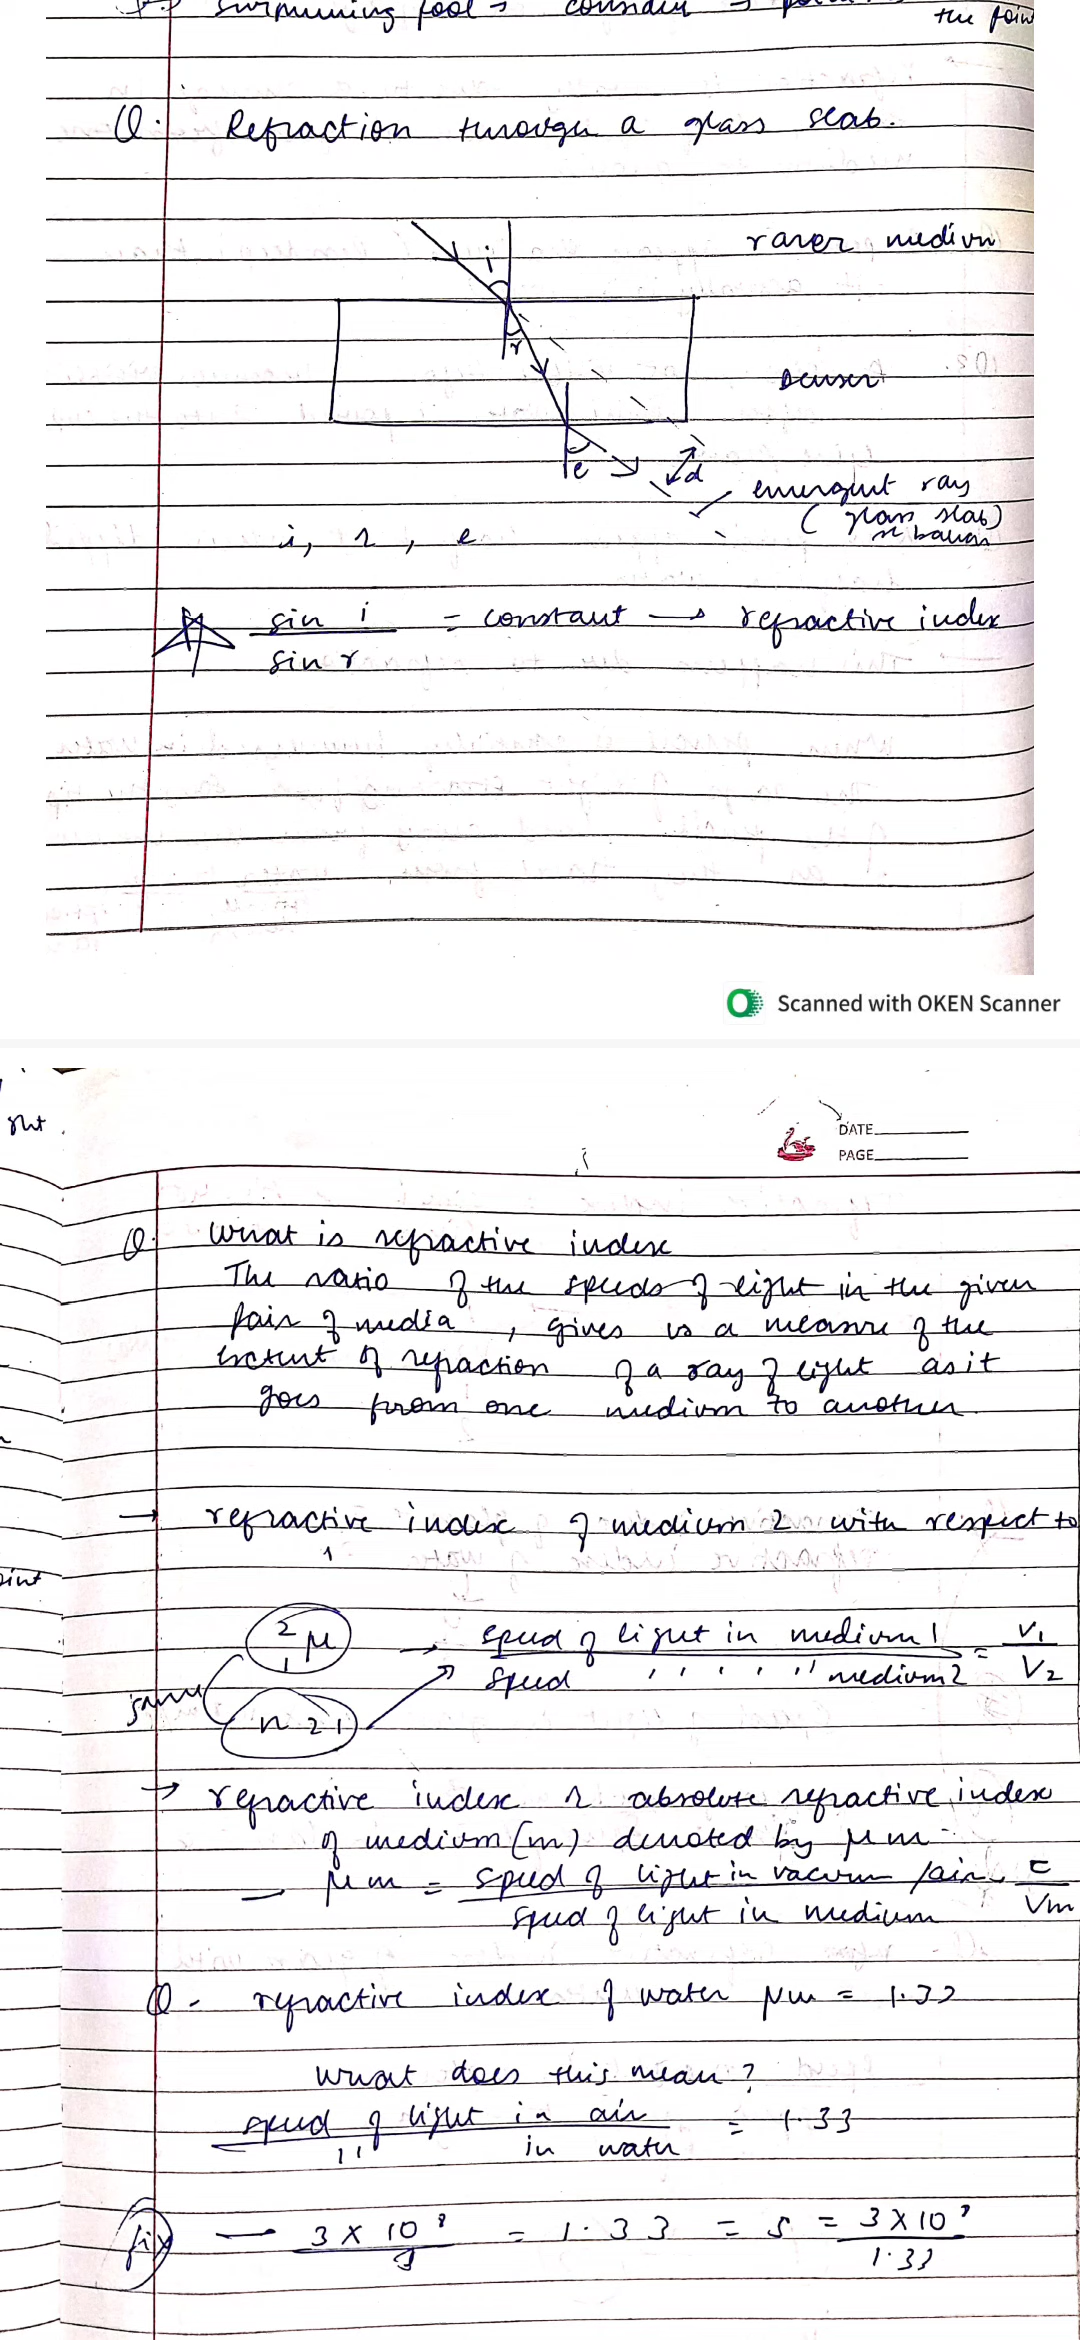 swimming pool →
the poin
Q. Refraction through a glass slab.
rarer medium
i
r
denser
e
d
emergent ray
(glass slab)
i, r, e
sin i = constant → refractive index
sin r
Scanned with OKEN Scanner
DATE
PAGE
Q. What is refractive index
The ratio of the speeds of light in the given
pair of media, gives us a measure of the
extent of refraction of a ray of light as it
goes from one medium to another.
→ refractive index of medium 2 with respect to
1
2
1 μ → speed of light in medium 1 = V1
speed " " " " " medium 2 V2
same
n 21
→ refractive index & absolute refractive index
of medium (m) denoted by μm
— μm = speed of light in vacuum / air = c
speed of light in medium Vm
Q - refractive index of water μw = 1.33
What does this mean?
speed of light in air = 1.33
" in water
fix — 3 X 10⁸ = 1.33 = s = 3 X 10⁸
s 1.33